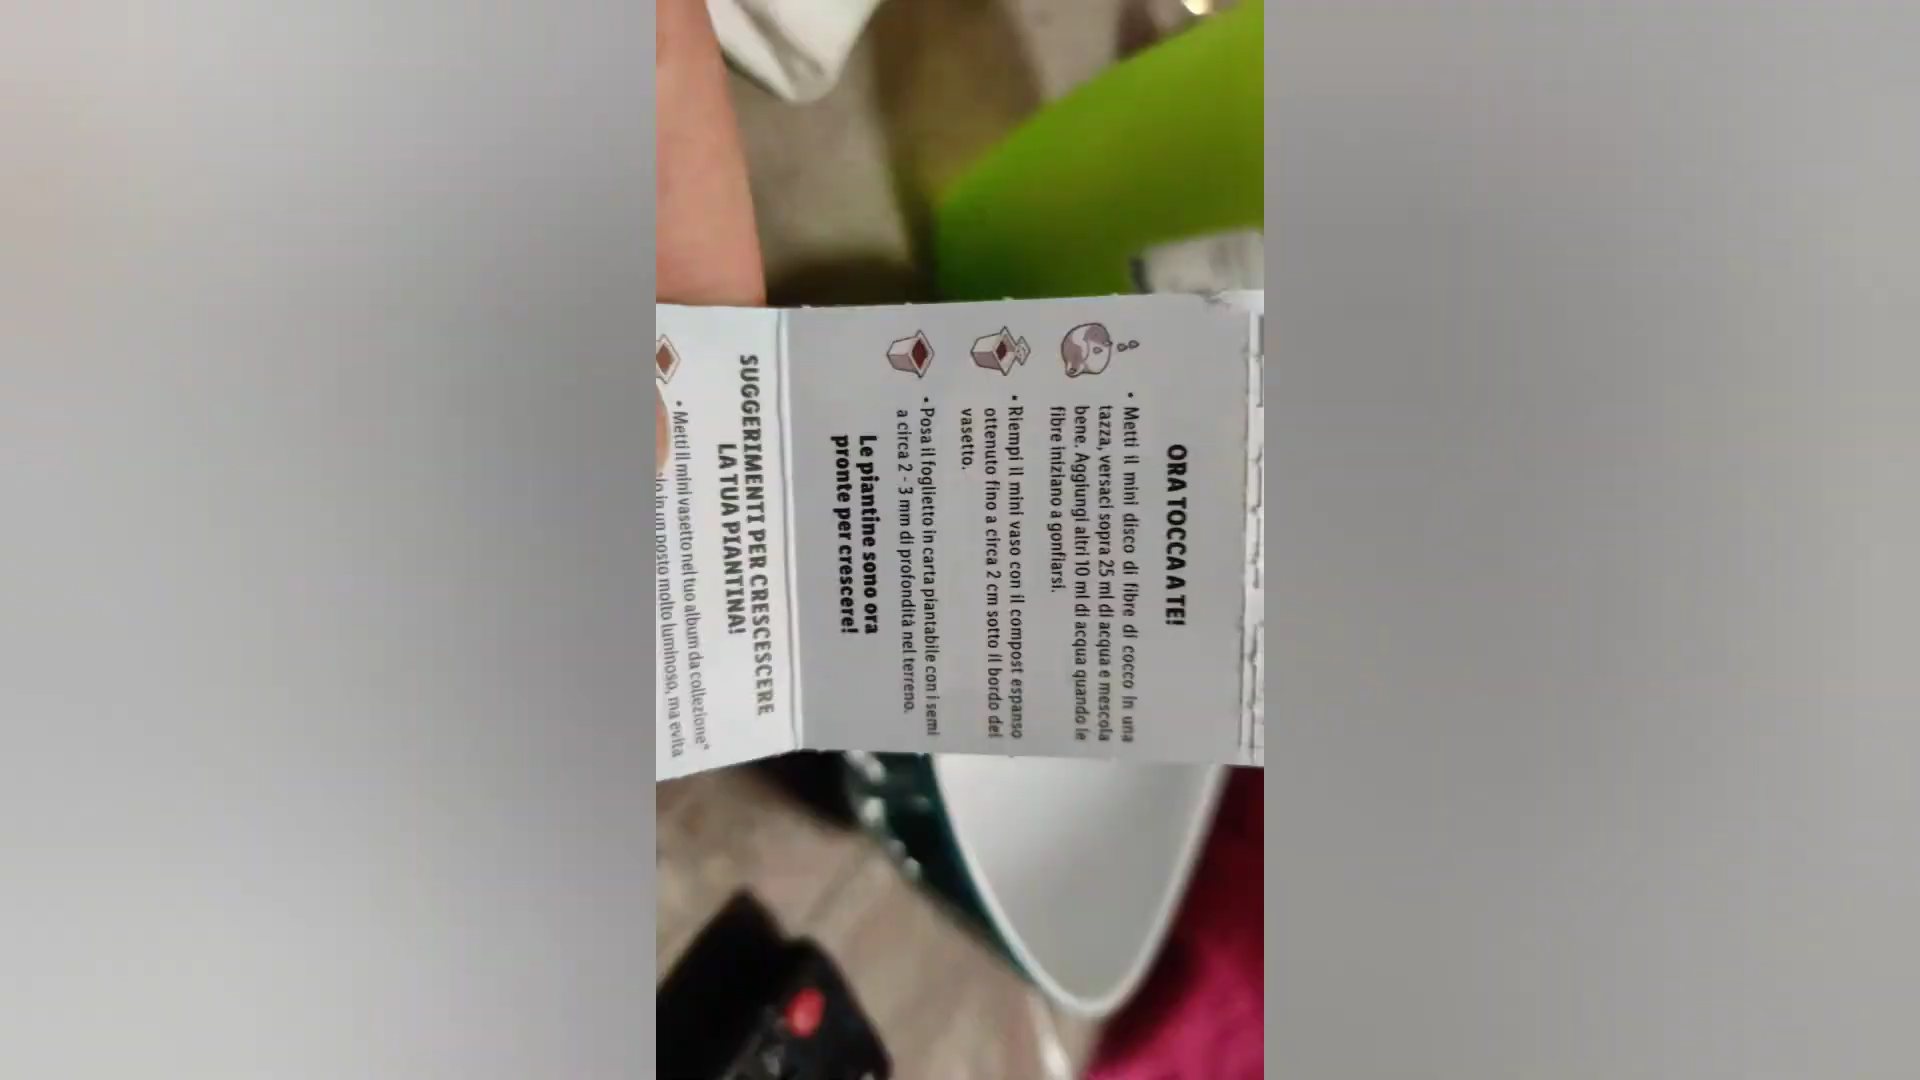 ORA TOCCA A TE!
• Metti il mini disco di fibre di cocco in una
tazza, versaci sopra 25 ml di acqua e mescola
bene. Aggiungi altri 10 ml di acqua quando le
fibre iniziano a gonfiarsi.
• Riempi il mini vaso con il compost espanso
ottenuto fino a circa 2 cm sotto il bordo del
vasetto.
• Posa il foglietto in carta piantabile con i semi
a circa 2 - 3 mm di profondità nel terreno.
Le piantine sono ora
pronte per crescere!
SUGGERIMENTI PER CRESCESCERE
LA TUA PIANTINA!
• Metti il mini vasetto nel tuo album da collezione*
in un posto molto luminoso, ma evita